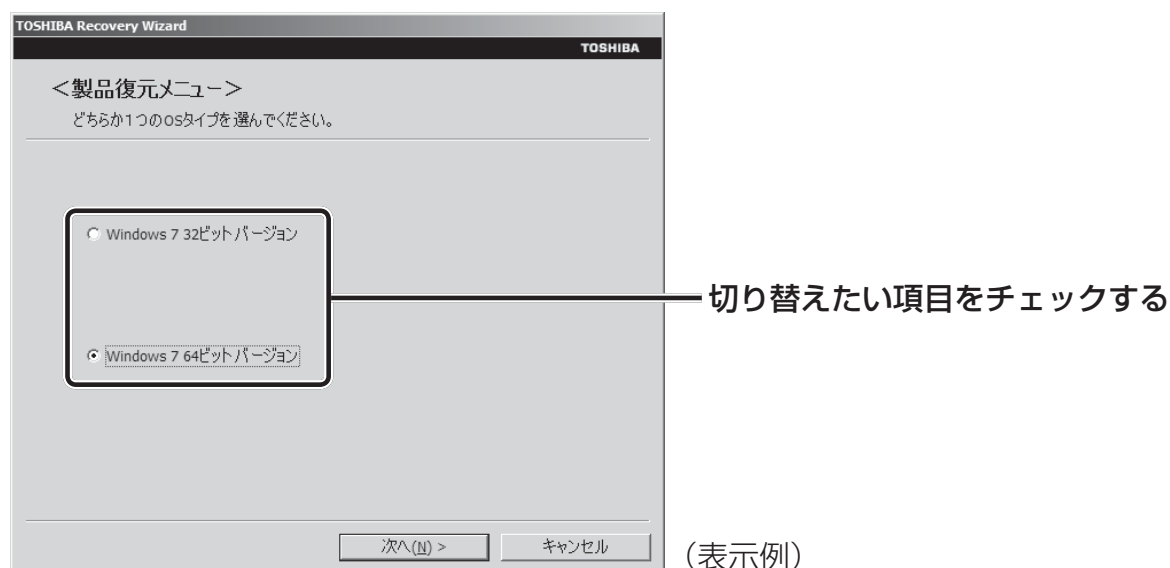 TOSHIBA Recovery Wizard
TOSHIBA
＜製品復元メニュー＞
どちらか1つのOSタイプを選んでください。
Windows 7 32ビットバージョン
切り替えたい項目をチェックする
Windows 7 64ビットバージョン
次へ(N) >
キャンセル
（表示例）